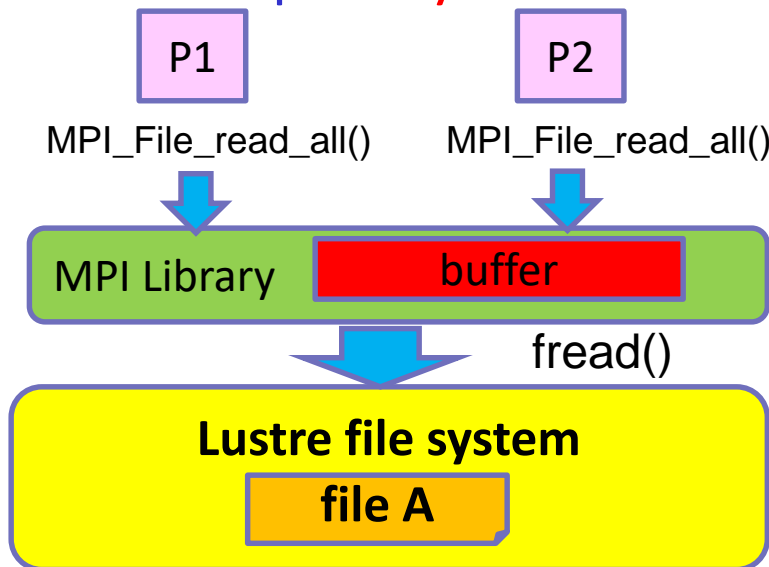 P1 P2
MPI_File_read_all() MPI_File_read_all()
MPI Library buffer
fread()
Lustre file system
file A